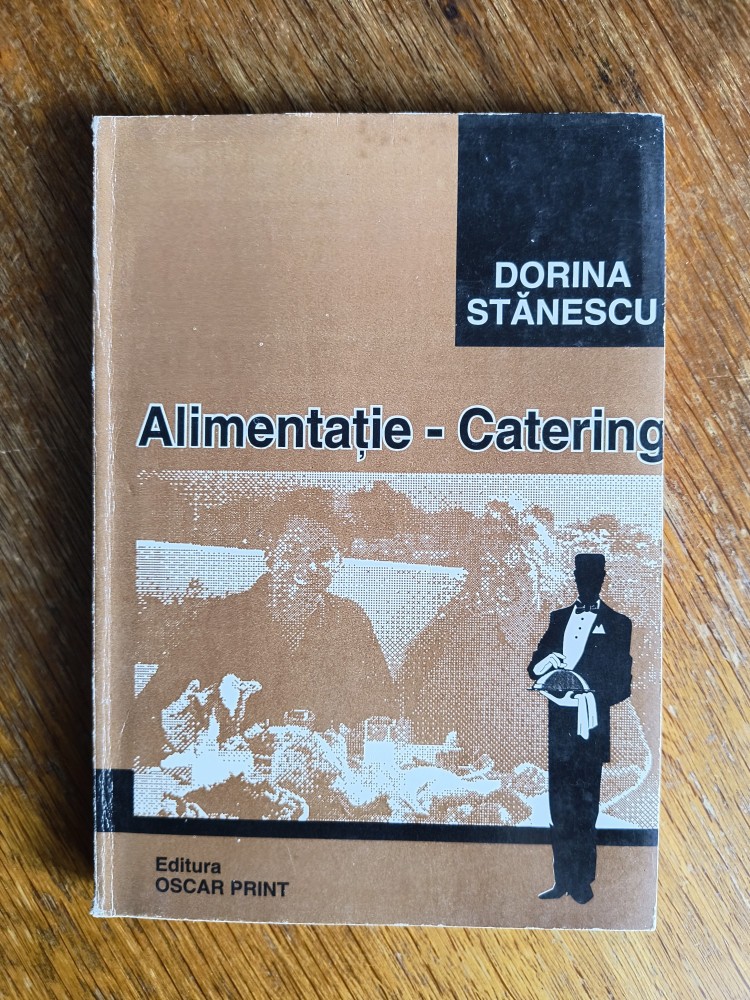 DORINA
STĂNESCU
Alimentație - Catering
Editura
OSCAR PRINT